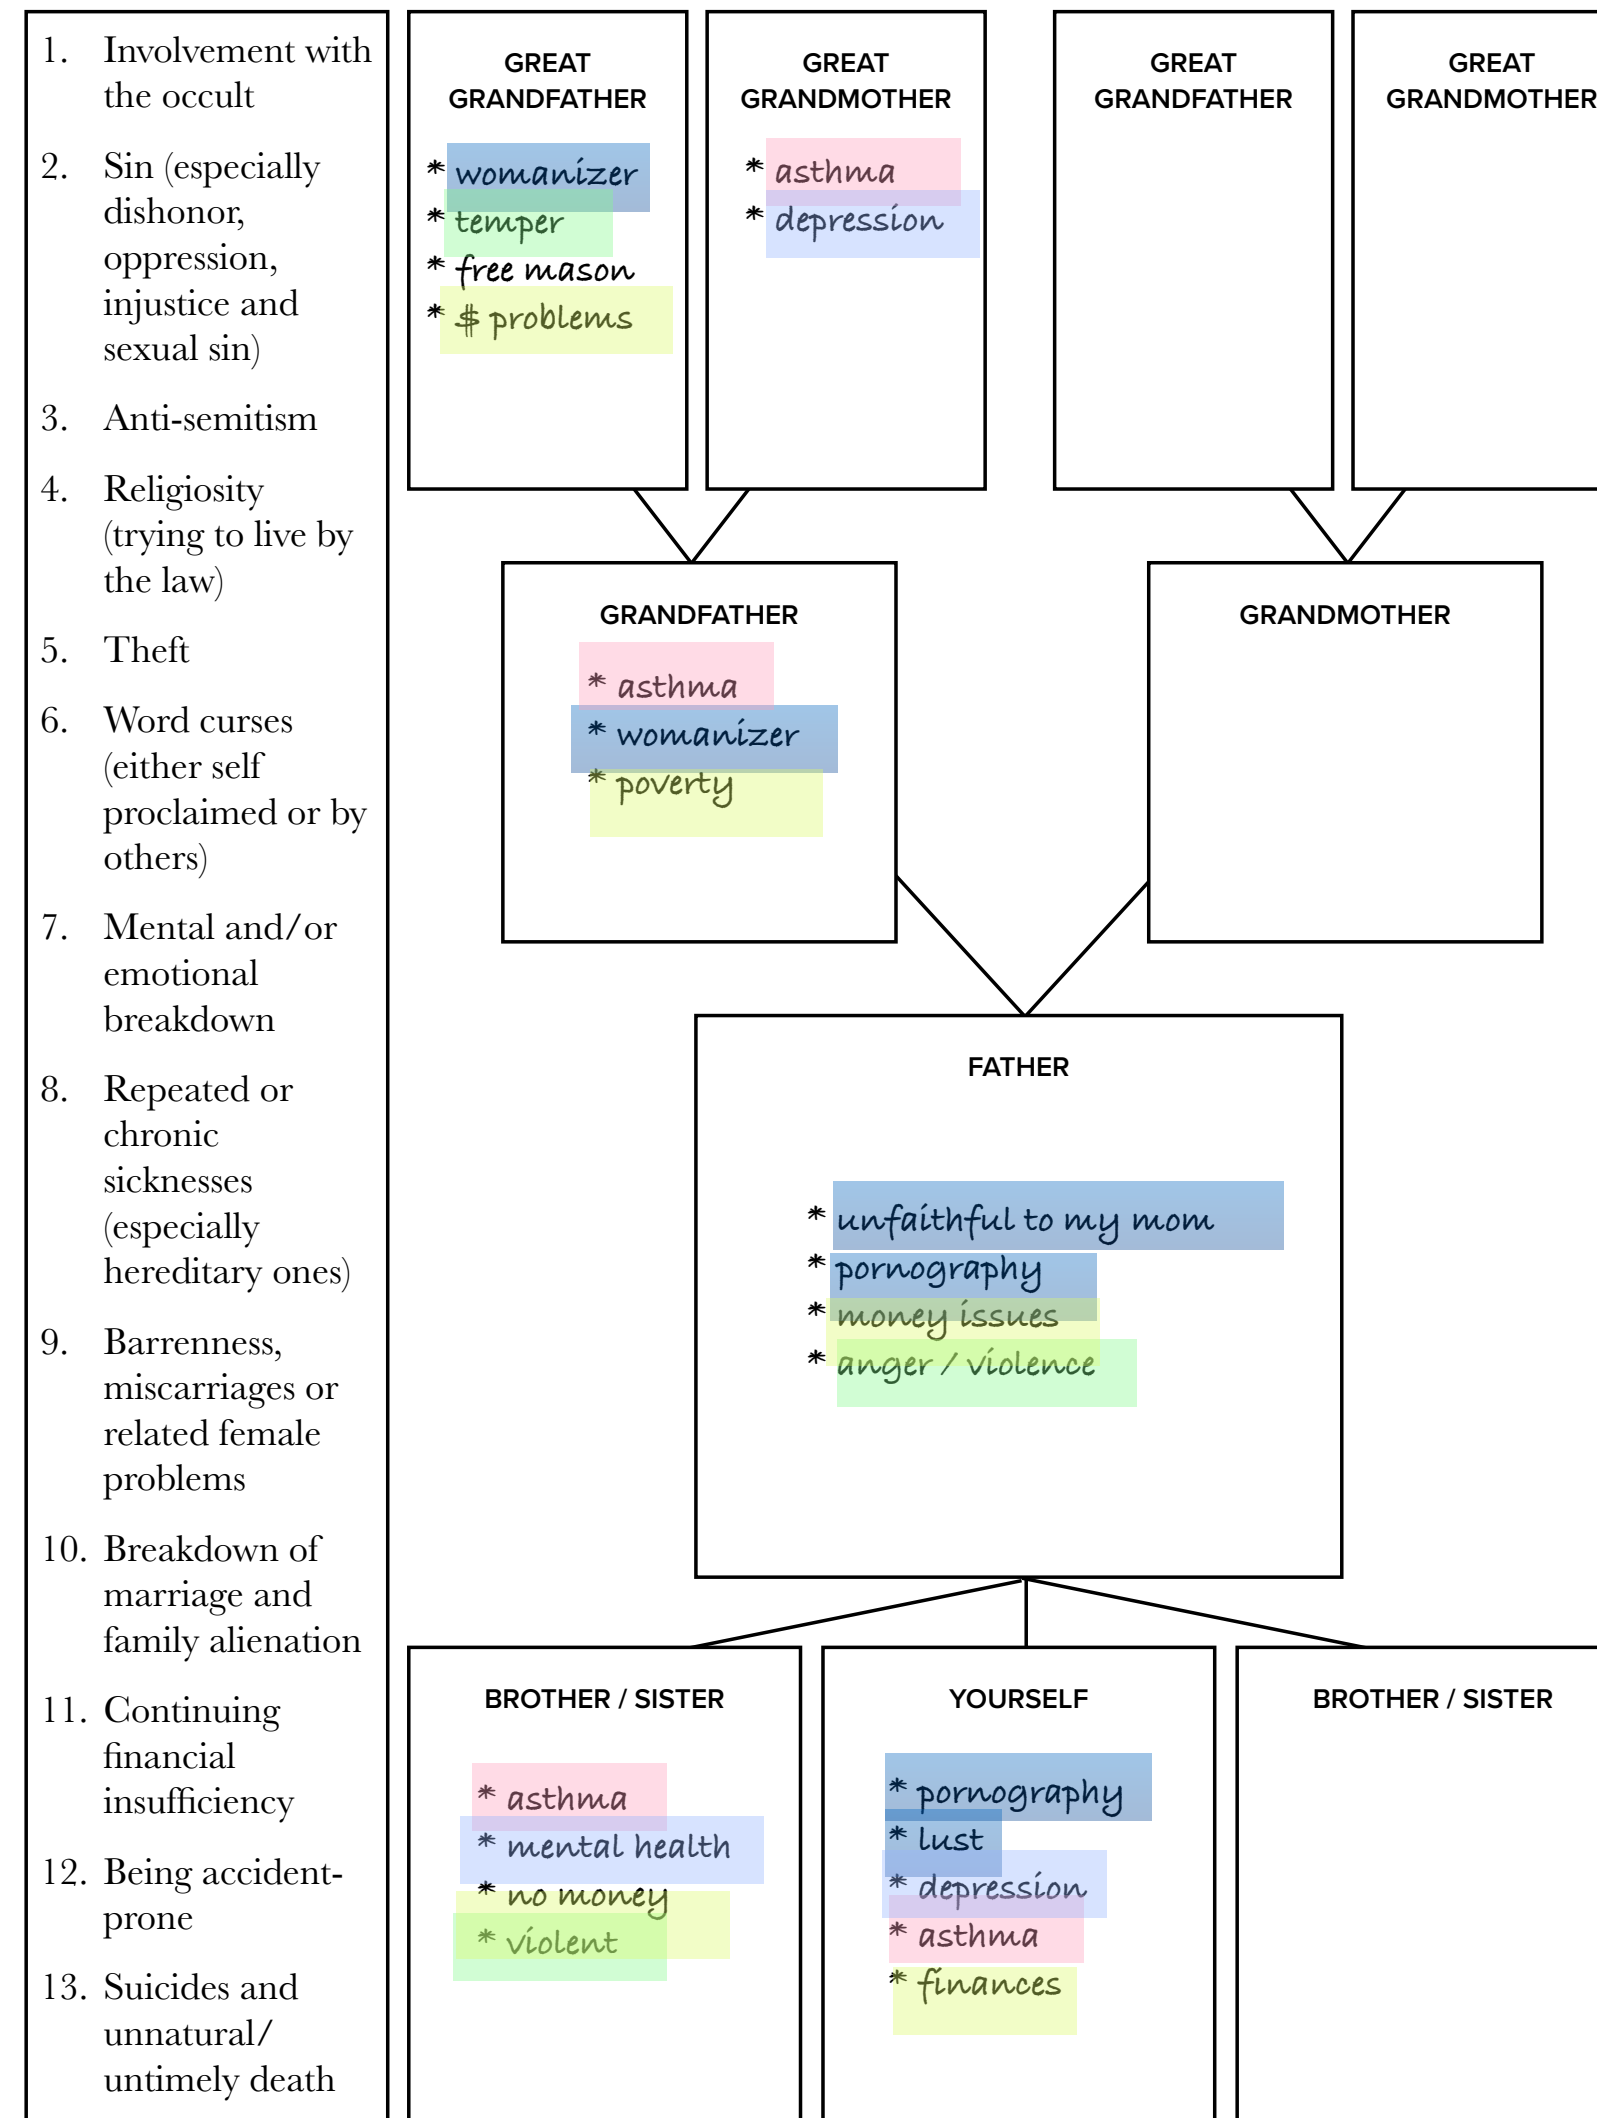 1. Involvement with
the occult
2. Sin (especially
dishonor,
oppression,
injustice and
sexual sin)
3. Anti-semitism
4. Religiosity
(trying to live by
the law)
5. Theft
6. Word curses
(either self
proclaimed or by
others)
7. Mental and/or
emotional
breakdown
8. Repeated or
chronic
sicknesses
(especially
hereditary ones)
9. Barrenness,
miscarriages or
related female
problems
10. Breakdown of
marriage and
family alienation
11. Continuing
financial
insufficiency
12. Being accident-
prone
13. Suicides and
unnatural/
untimely death
GREAT
GRANDFATHER
* womanizer
* temper
* free mason
* $ problems
GREAT
GRANDMOTHER
* asthma
* depression
GREAT
GRANDFATHER
GREAT
GRANDMOTHER
GRANDFATHER
* asthma
* womanizer
* poverty
GRANDMOTHER
FATHER
* unfaithful to my mom
* pornography
* money issues
* anger / violence
BROTHER / SISTER
* asthma
* mental health
* no money
* violent
YOURSELF
* pornography
* lust
* depression
* asthma
* finances
BROTHER / SISTER